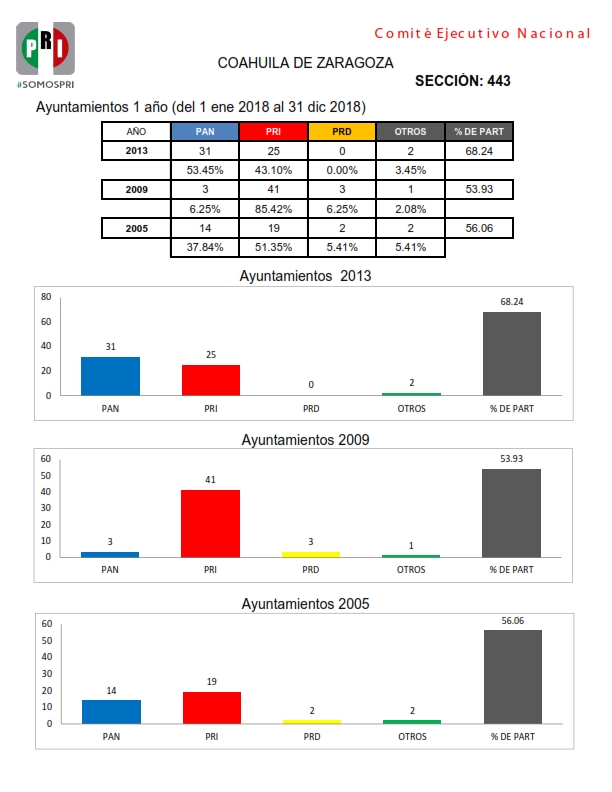 Comité Ejecutivo Nacional
PRI
#SOMOSPRI
COAHUILA DE ZARAGOZA
SECCIÓN: 443
Ayuntamientos 1 año (del 1 ene 2018 al 31 dic 2018)
AÑO PAN PRI PRD OTROS % DE PART
2013 31 25 0 2 68.24
53.45% 43.10% 0.00% 3.45%
2009 3 41 3 1 53.93
6.25% 85.42% 6.25% 2.08%
2005 14 19 2 2 56.06
37.84% 51.35% 5.41% 5.41%
Ayuntamientos 2013
80
60
40
20
0
31 25 0 2 68.24
PAN PRI PRD OTROS % DE PART
Ayuntamientos 2009
60
50
40
30
20
10
0
3 41 3 1 53.93
PAN PRI PRD OTROS % DE PART
Ayuntamientos 2005
60
50
40
30
20
10
0
14 19 2 2 56.06
PAN PRI PRD OTROS % DE PART